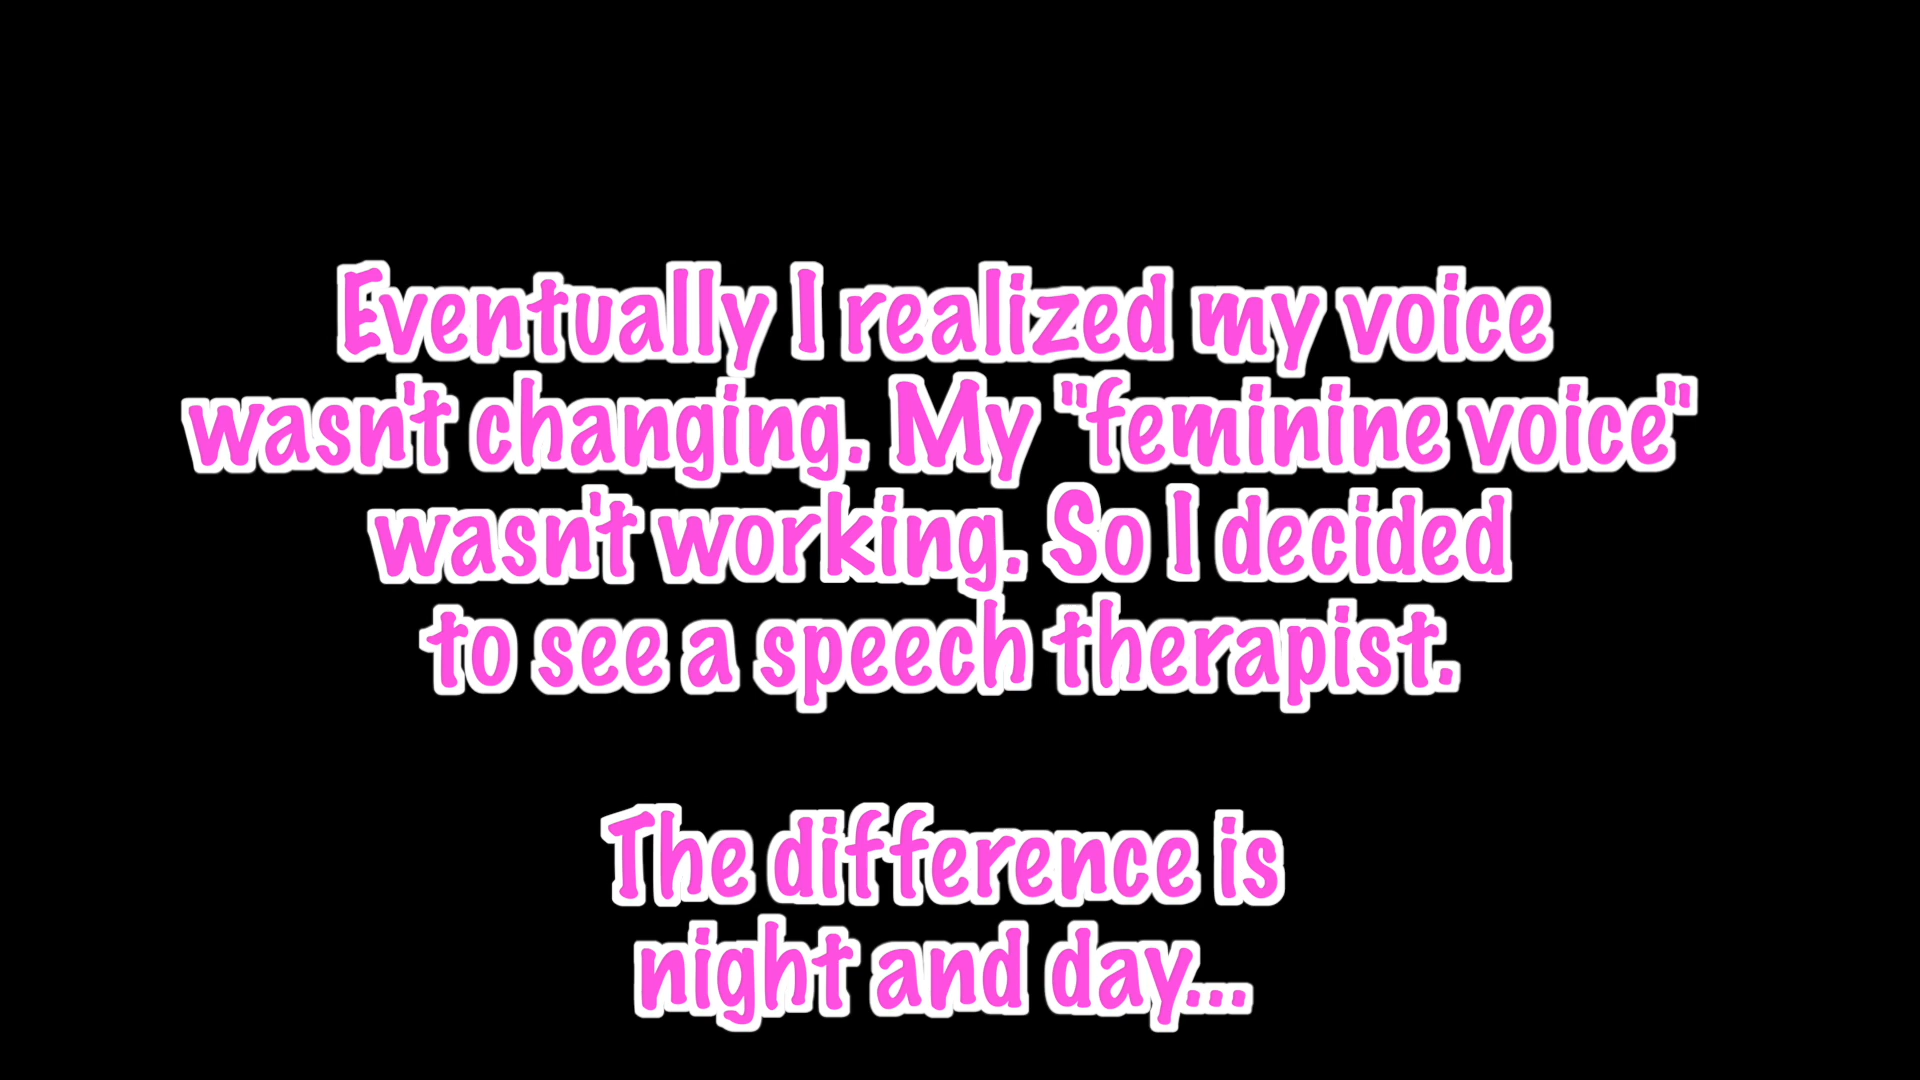 Eventually I realized my voice
wasn't changing. My "feminine voice"
wasn't working. So I decided
to see a speech therapist.
The difference is
night and day...